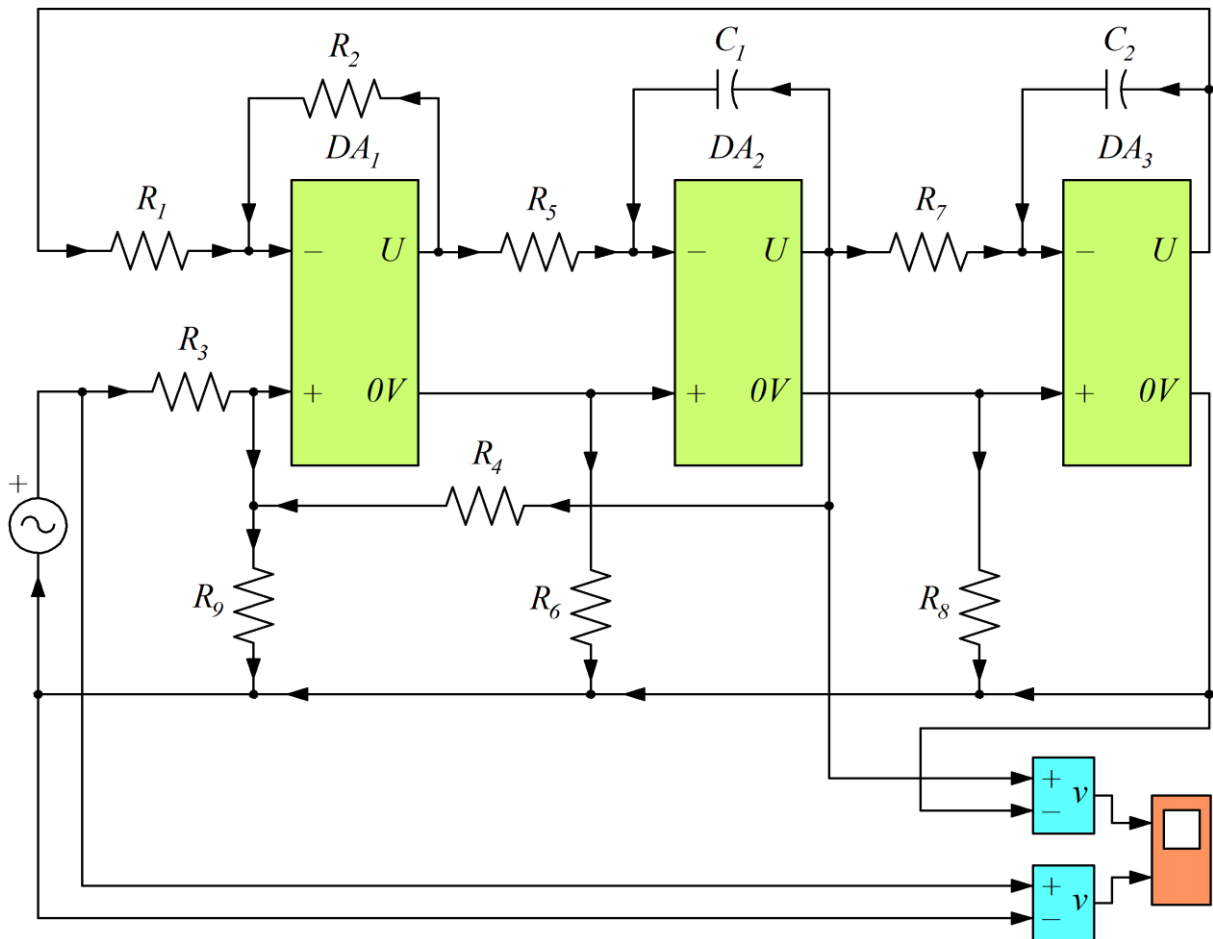 R₂
C₁
C₂
DA₁
DA₂
DA₃
R₁
R₅
R₇
− U
− U
− U
R₃
+ 0V
+ 0V
+ 0V
R₄
+
R₉
R₆
R₈
+
− v
+
− v